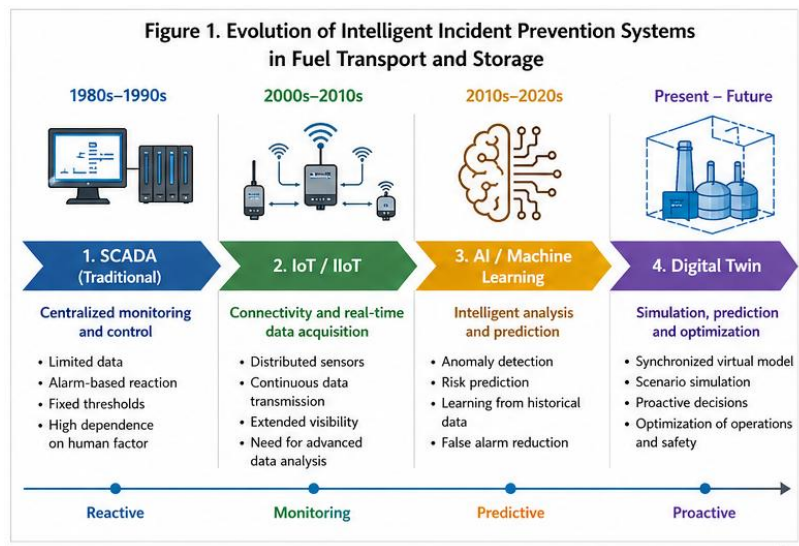 Figure 1. Evolution of Intelligent Incident Prevention Systems
in Fuel Transport and Storage
1980s–1990s
2000s–2010s
2010s–2020s
Present – Future
1. SCADA
(Traditional)
2. IoT / IIoT
3. AI / Machine
Learning
4. Digital Twin
Centralized monitoring
and control
• Limited data
• Alarm-based reaction
• Fixed thresholds
• High dependence
on human factor
Connectivity and real-time
data acquisition
• Distributed sensors
• Continuous data
transmission
• Extended visibility
• Need for advanced
data analysis
Intelligent analysis
and prediction
• Anomaly detection
• Risk prediction
• Learning from historical
data
• False alarm reduction
Simulation, prediction
and optimization
• Synchronized virtual model
• Scenario simulation
• Proactive decisions
• Optimization of operations
and safety
Reactive
Monitoring
Predictive
Proactive